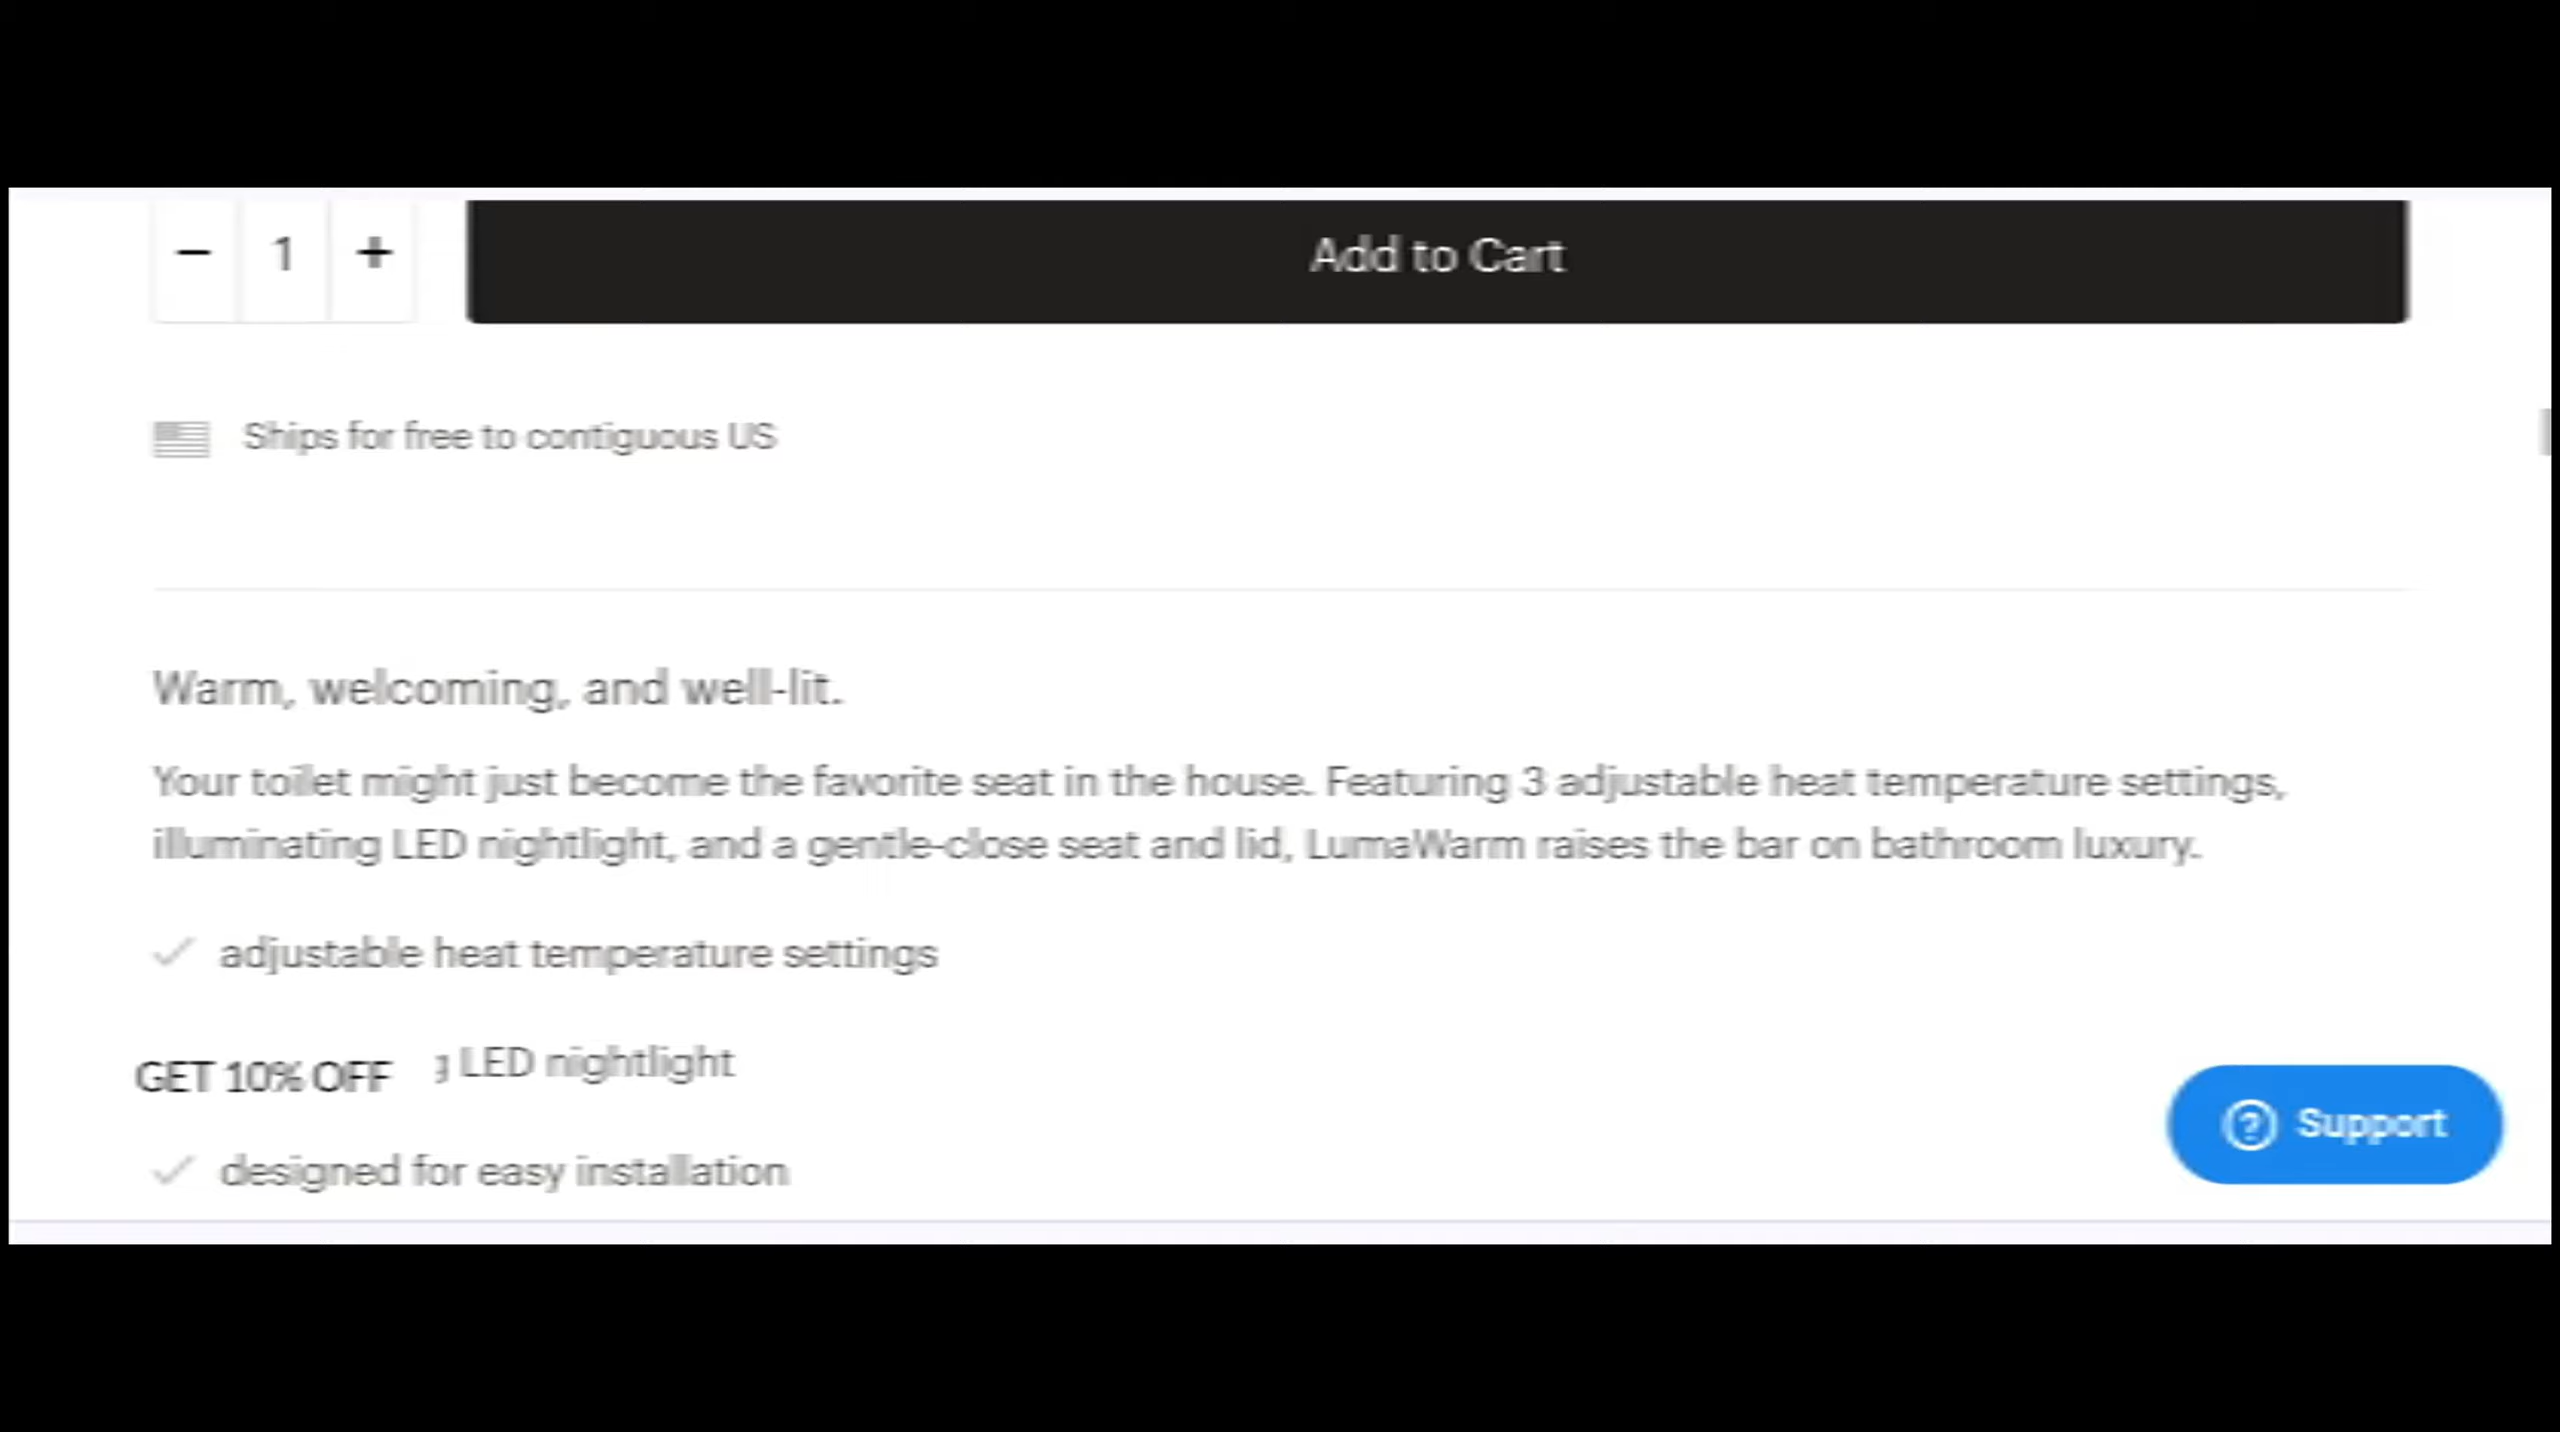 − 1 + Add to Cart
Ships for free to contiguous US
Warm, welcoming, and well-lit.
Your toilet might just become the favorite seat in the house. Featuring 3 adjustable heat temperature settings,
illuminating LED nightlight, and a gentle-close seat and lid, LumaWarm raises the bar on bathroom luxury.
adjustable heat temperature settings
GET 10% OFF
LED nightlight
designed for easy installation
Support